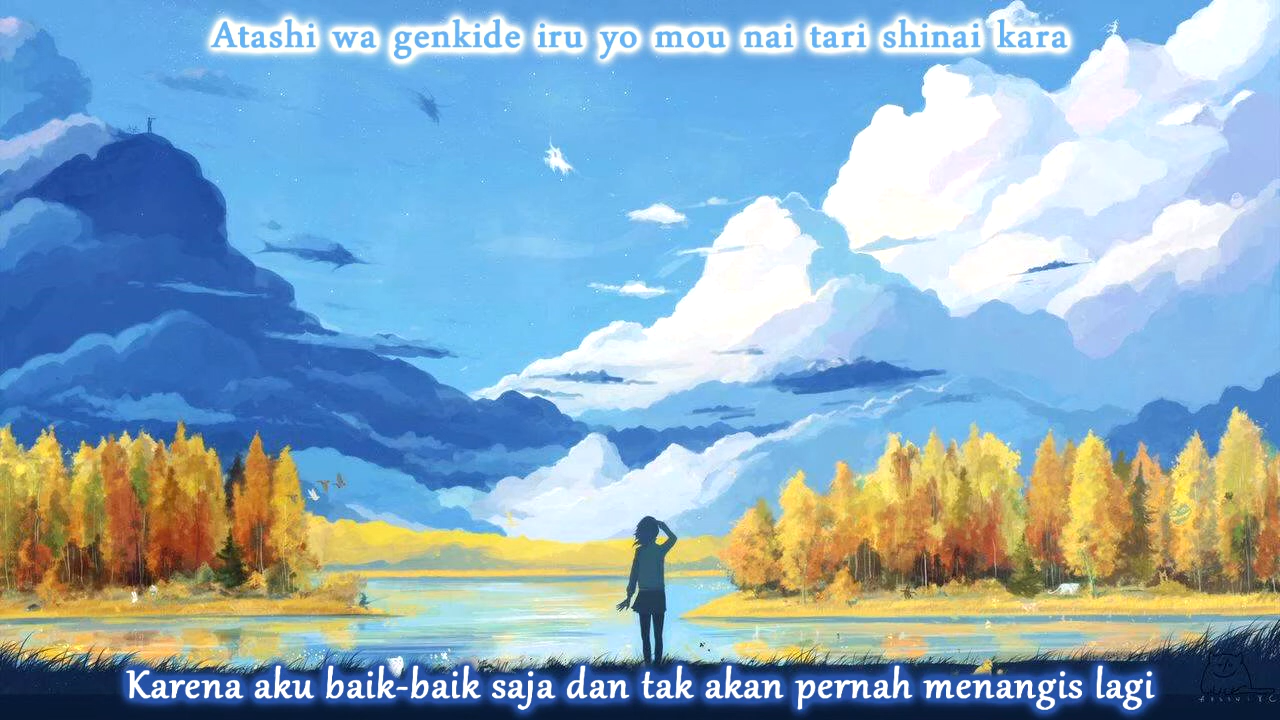 Atashi wa genkide iru yo mou nai tari shinai kara
Karena aku baik-baik saja dan tak akan pernah menangis lagi